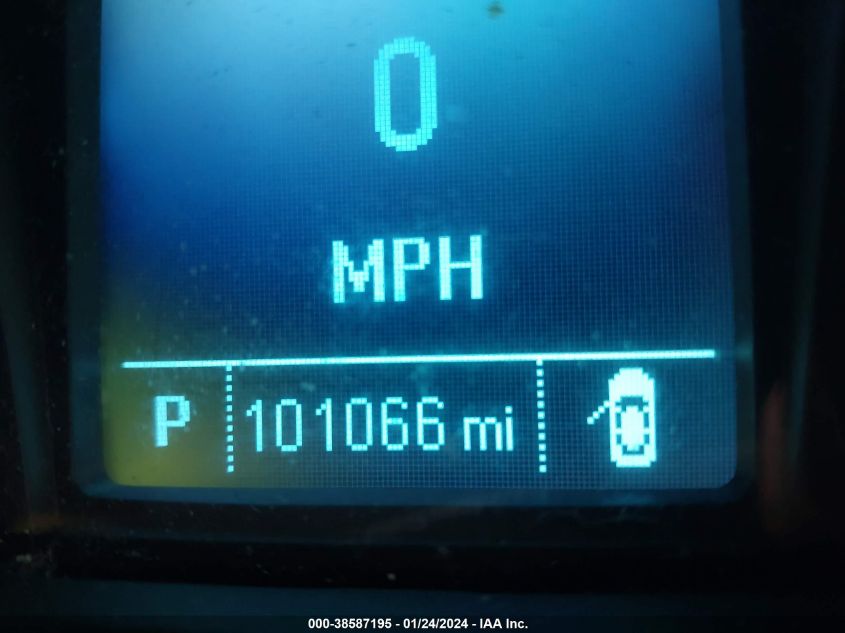 0
MPH
P 101066 mi
000-38587195 - 01/24/2024 - IAA Inc.